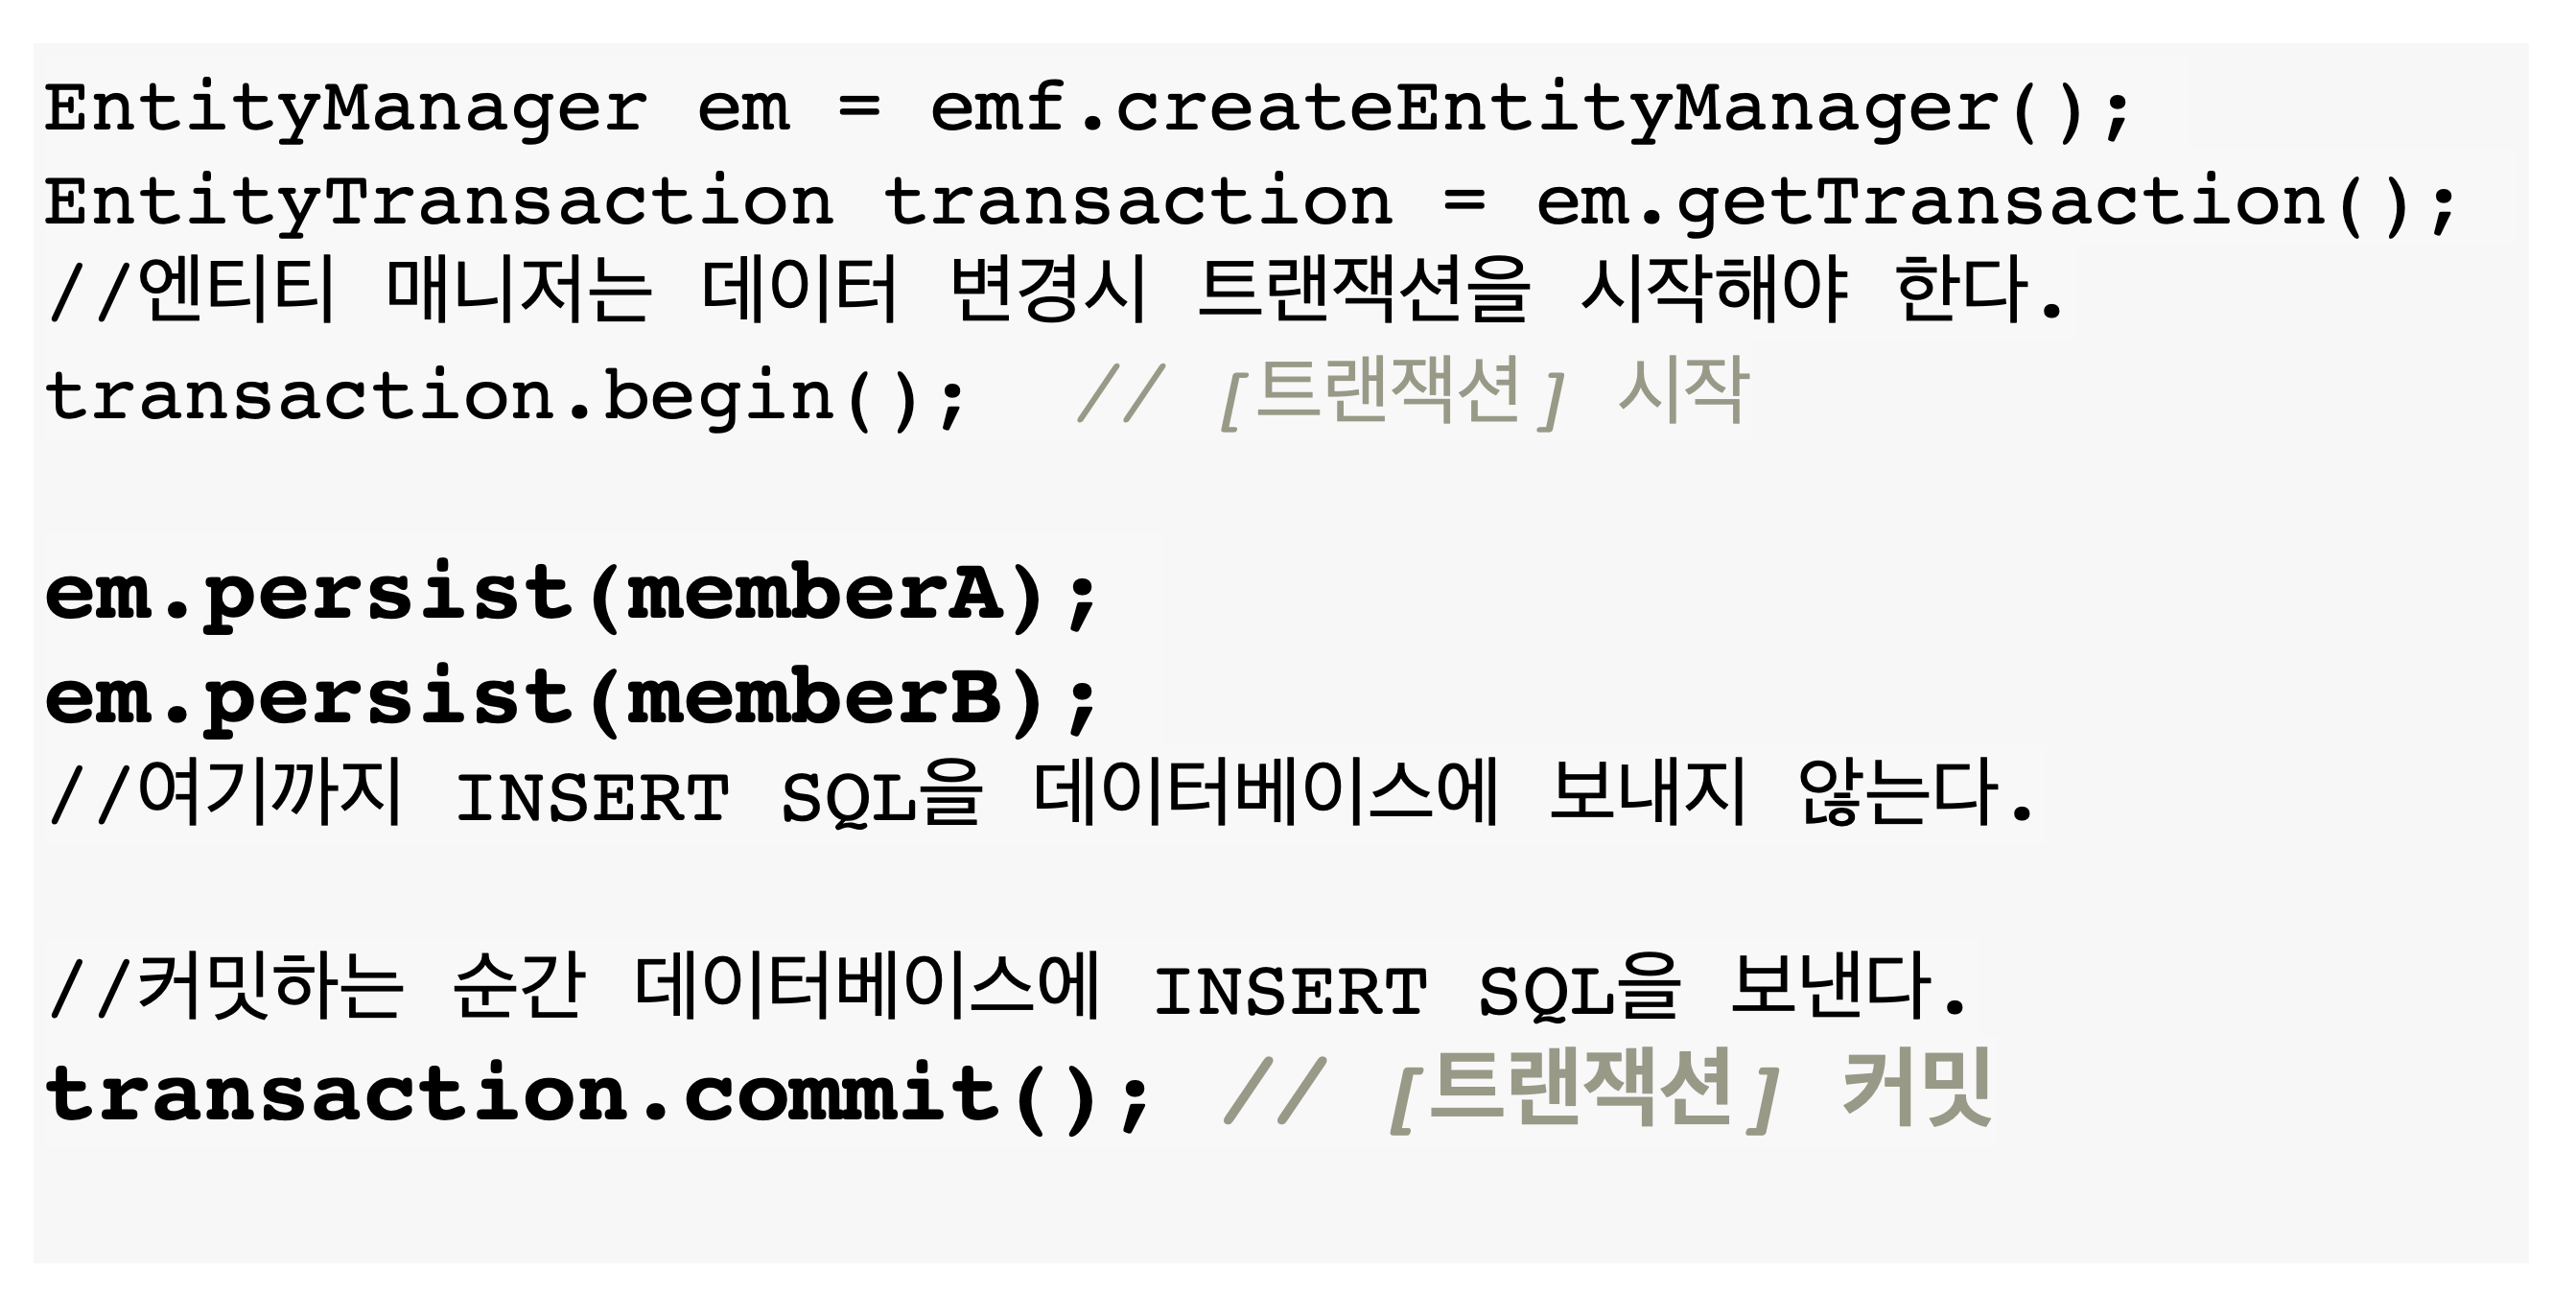 EntityManager em = emf.createEntityManager();
EntityTransaction transaction = em.getTransaction();
//엔티티 매니저는 데이터 변경시 트랜잭션을 시작해야 한다.
transaction.begin(); // [트랜잭션] 시작
em.persist(memberA);
em.persist(memberB);
//여기까지 INSERT SQL을 데이터베이스에 보내지 않는다.
//커밋하는 순간 데이터베이스에 INSERT SQL을 보낸다.
transaction.commit(); // [트랜잭션] 커밋